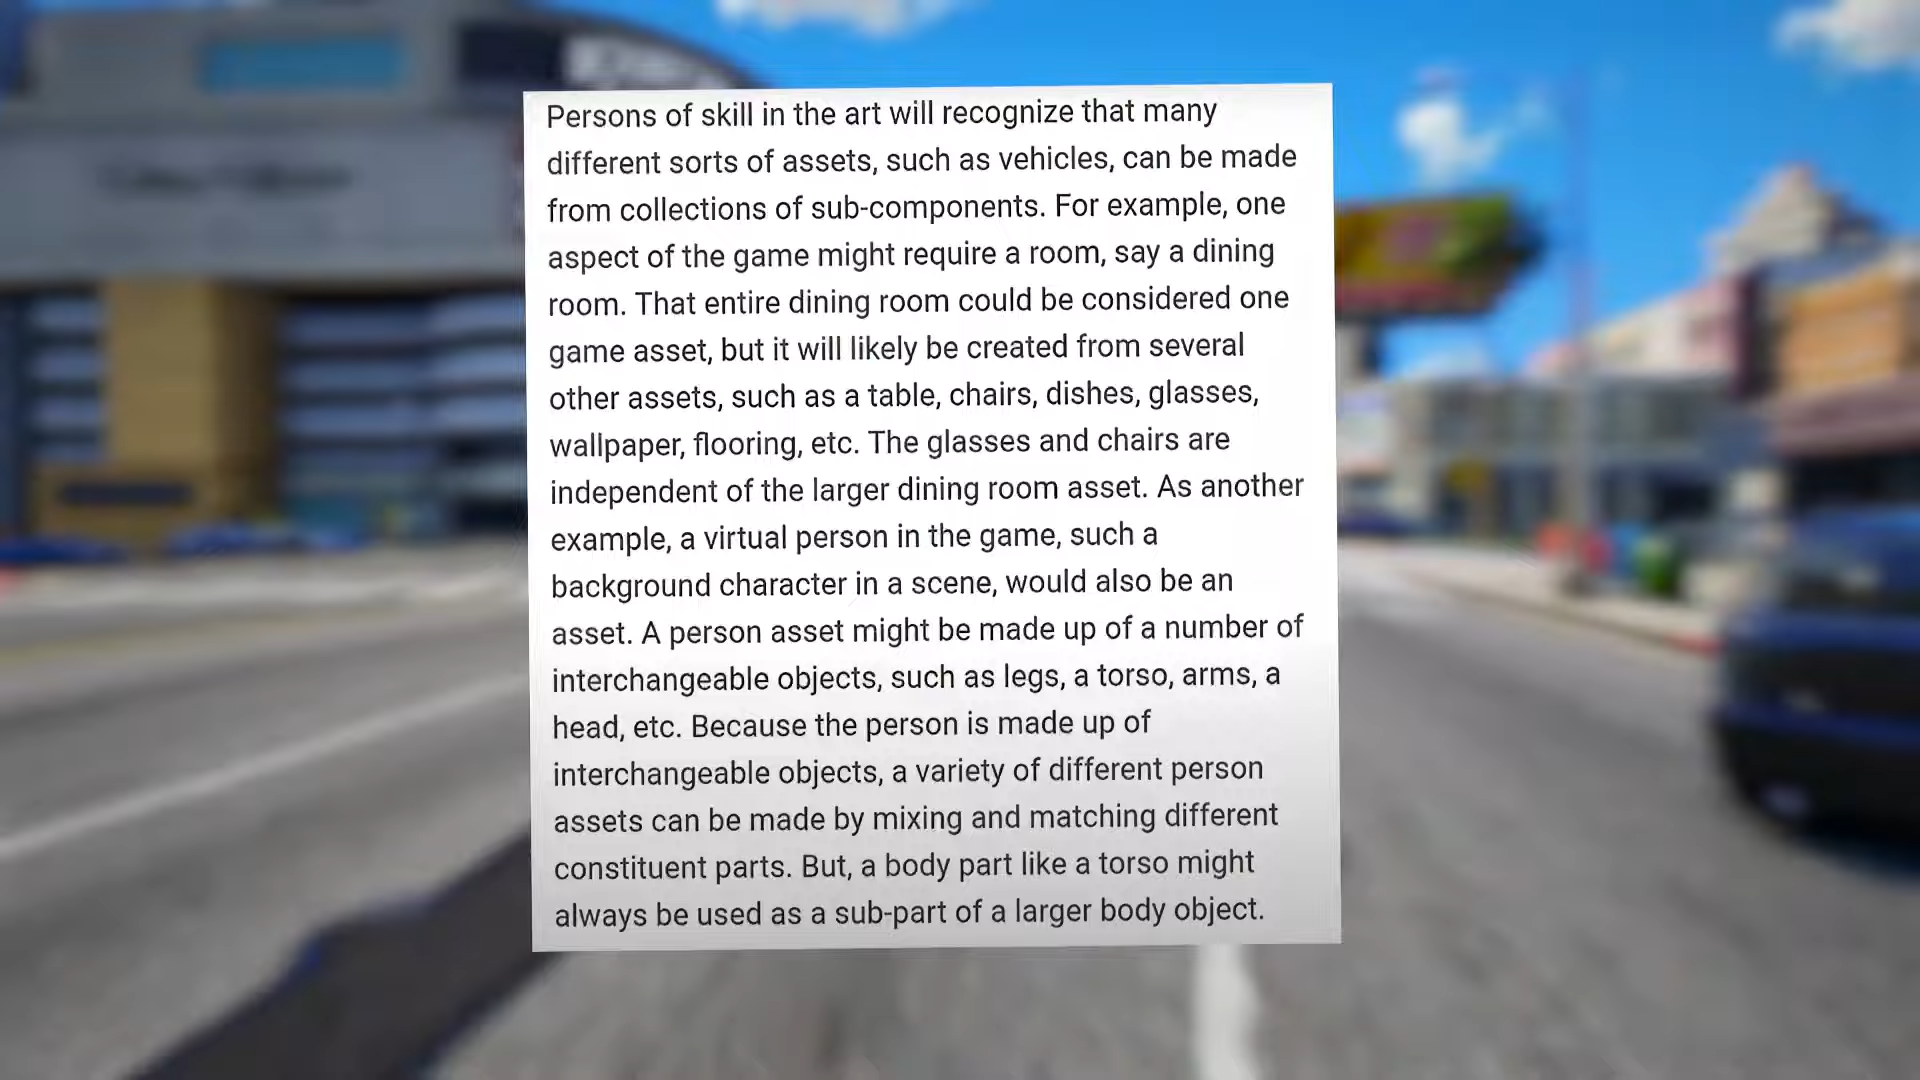 Persons of skill in the art will recognize that many
different sorts of assets, such as vehicles, can be made
from collections of sub-components. For example, one
aspect of the game might require a room, say a dining
room. That entire dining room could be considered one
game asset, but it will likely be created from several
other assets, such as a table, chairs, dishes, glasses,
wallpaper, flooring, etc. The glasses and chairs are
independent of the larger dining room asset. As another
example, a virtual person in the game, such a
background character in a scene, would also be an
asset. A person asset might be made up of a number of
interchangeable objects, such as legs, a torso, arms, a
head, etc. Because the person is made up of
interchangeable objects, a variety of different person
assets can be made by mixing and matching different
constituent parts. But, a body part like a torso might
always be used as a sub-part of a larger body object.